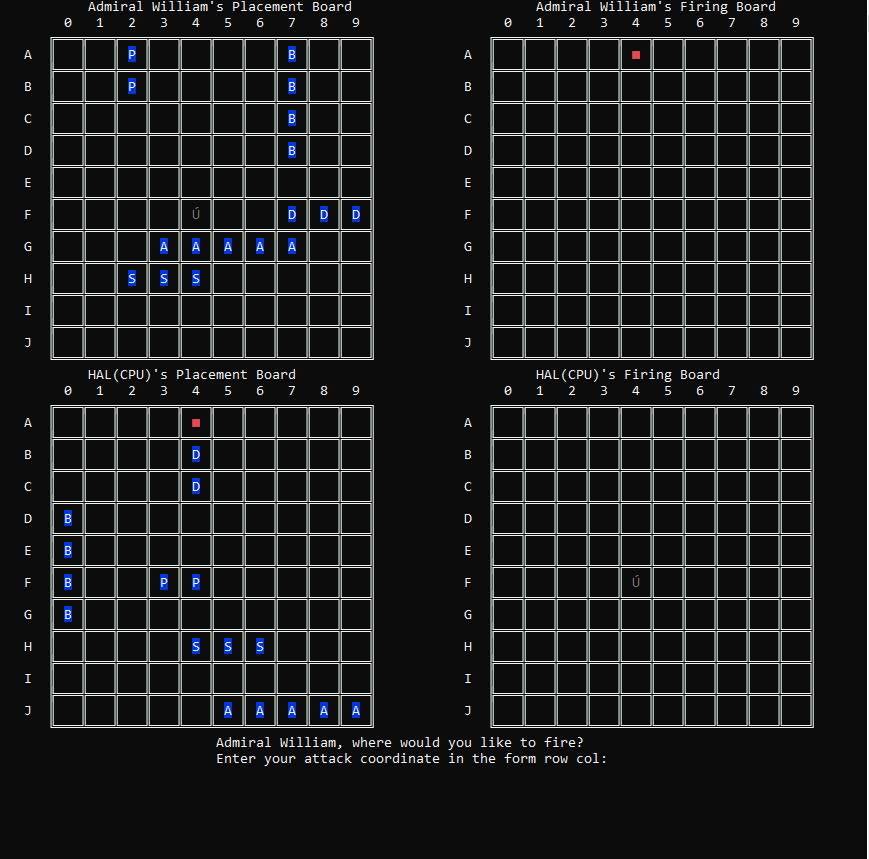 Admiral William's Placement Board Admiral William's Firing Board
0 1 2 3 4 5 6 7 8 9 0 1 2 3 4 5 6 7 8 9
A P B A ■
B P B B
C B C
D B D
E E
F Ú D D D F
G A A A A A G
H S S S H
I I
J J
HAL(CPU)'s Placement Board HAL(CPU)'s Firing Board
0 1 2 3 4 5 6 7 8 9 0 1 2 3 4 5 6 7 8 9
A ■ A
B D B
C D C
D B D
E B E
F B P P F Ú
G B G
H S S S H
I I
J A A A A A J
Admiral William, where would you like to fire?
Enter your attack coordinate in the form row col: